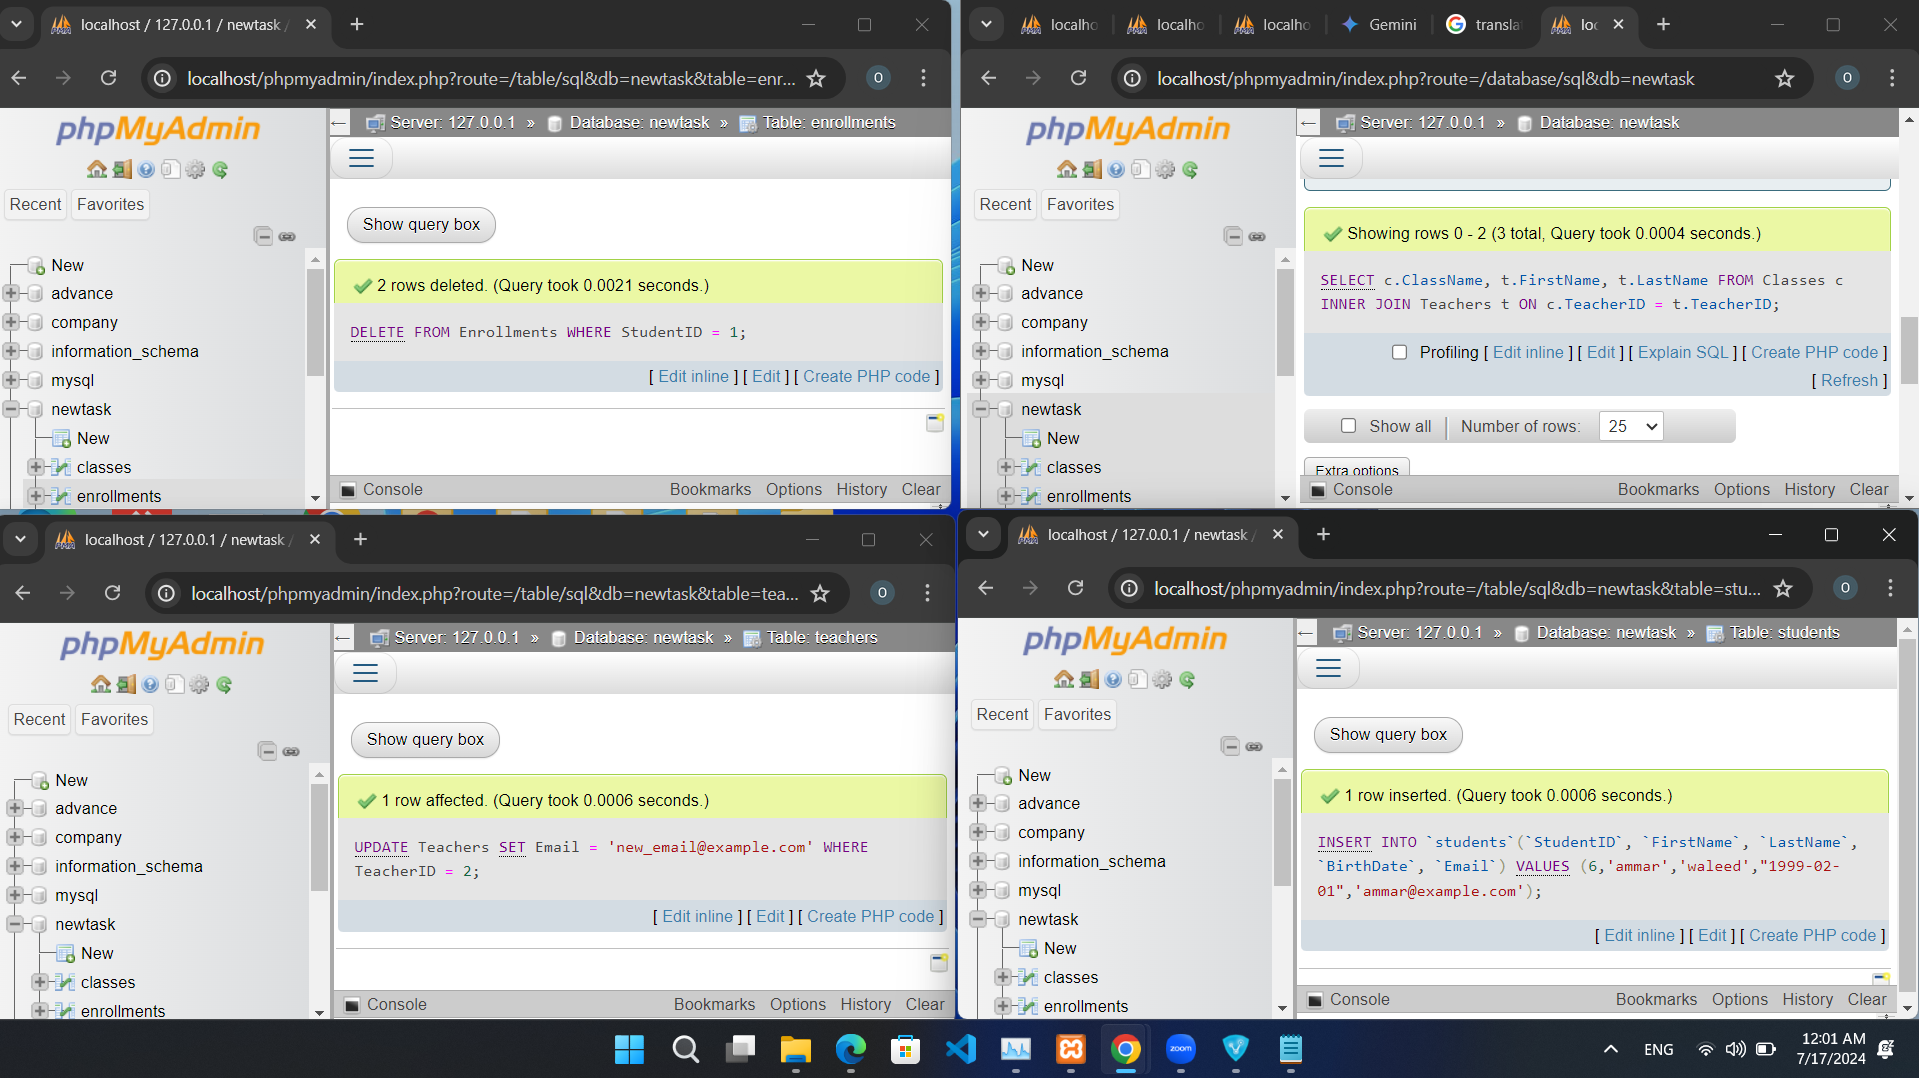 localhost / 127.0.0.1 / newtask /
localhost/phpmyadmin/index.php?route=/table/sql&db=newtask&table=enr...
O
phpMyAdmin
Recent
Favorites
New
advance
company
information_schema
mysql
newtask
New
classes
enrollments
Server: 127.0.0.1 » Database: newtask » Table: enrollments
Show query box
2 rows deleted. (Query took 0.0021 seconds.)
DELETE FROM Enrollments WHERE StudentID = 1;
[ Edit inline ] [ Edit ] [ Create PHP code ]
Console
Bookmarks Options History Clear
localho
localho
localho
Gemini
translat
loc
localhost/phpmyadmin/index.php?route=/database/sql&db=newtask
O
phpMyAdmin
Recent
Favorites
New
advance
company
information_schema
mysql
newtask
New
classes
enrollments
Server: 127.0.0.1 » Database: newtask
Showing rows 0 - 2 (3 total, Query took 0.0004 seconds.)
SELECT c.ClassName, t.FirstName, t.LastName FROM Classes c
INNER JOIN Teachers t ON c.TeacherID = t.TeacherID;
Profiling [ Edit inline ] [ Edit ] [ Explain SQL ] [ Create PHP code ]
[ Refresh ]
Show all
Number of rows: 25
Extra options
Console
Bookmarks Options History Clear
localhost / 127.0.0.1 / newtask /
localhost/phpmyadmin/index.php?route=/table/sql&db=newtask&table=tea...
O
phpMyAdmin
Recent
Favorites
New
advance
company
information_schema
mysql
newtask
New
classes
enrollments
Server: 127.0.0.1 » Database: newtask » Table: teachers
Show query box
1 row affected. (Query took 0.0006 seconds.)
UPDATE Teachers SET Email = 'new_email@example.com' WHERE
TeacherID = 2;
[ Edit inline ] [ Edit ] [ Create PHP code ]
Console
Bookmarks Options History Clear
localhost / 127.0.0.1 / newtask /
localhost/phpmyadmin/index.php?route=/table/sql&db=newtask&table=stu...
O
phpMyAdmin
Recent
Favorites
New
advance
company
information_schema
mysql
newtask
New
classes
enrollments
Server: 127.0.0.1 » Database: newtask » Table: students
Show query box
1 row inserted. (Query took 0.0006 seconds.)
INSERT INTO `students`(`StudentID`, `FirstName`, `LastName`,
`BirthDate`, `Email`) VALUES (6,'ammar','waleed',"1999-02-
01",'ammar@example.com');
[ Edit inline ] [ Edit ] [ Create PHP code ]
Console
Bookmarks Options History Clear
zoom
ENG
12:01 AM
7/17/2024